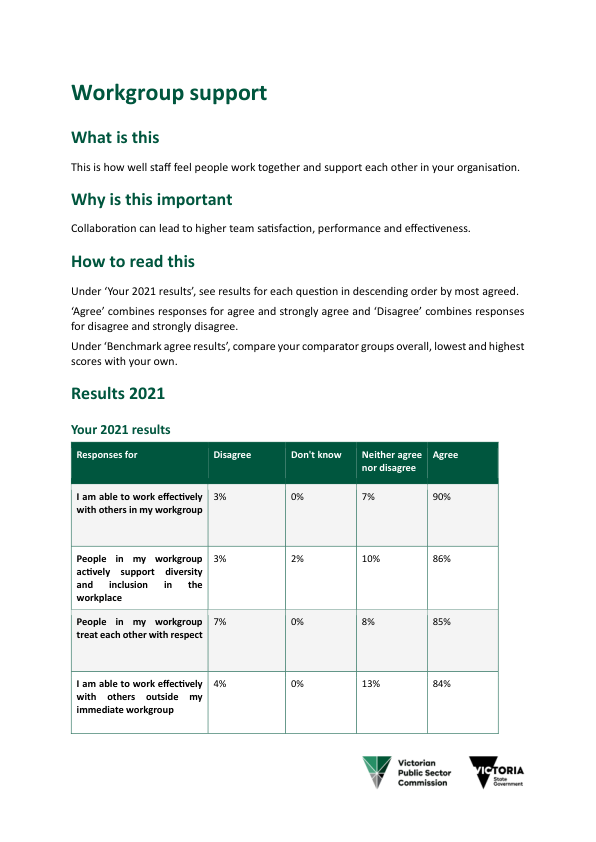 Workgroup support
What is this
This is how well staff feel people work together and support each other in your organisation.
Why is this important
Collaboration can lead to higher team satisfaction, performance and effectiveness.
How to read this
Under ‘Your 2021 results’, see results for each question in descending order by most agreed.
‘Agree’ combines responses for agree and strongly agree and ‘Disagree’ combines responses
for disagree and strongly disagree.
Under ‘Benchmark agree results’, compare your comparator groups overall, lowest and highest
scores with your own.
Results 2021
Your 2021 results
Responses for Disagree Don't know Neither agree Agree
nor disagree
I am able to work effectively 3% 0% 7% 90%
with others in my workgroup
People in my workgroup 3% 2% 10% 86%
actively support diversity
and inclusion in the
workplace
People in my workgroup 7% 0% 8% 85%
treat each other with respect
I am able to work effectively 4% 0% 13% 84%
with others outside my
immediate workgroup
Victorian
Public Sector
Commission
VICTORIA
State
Government